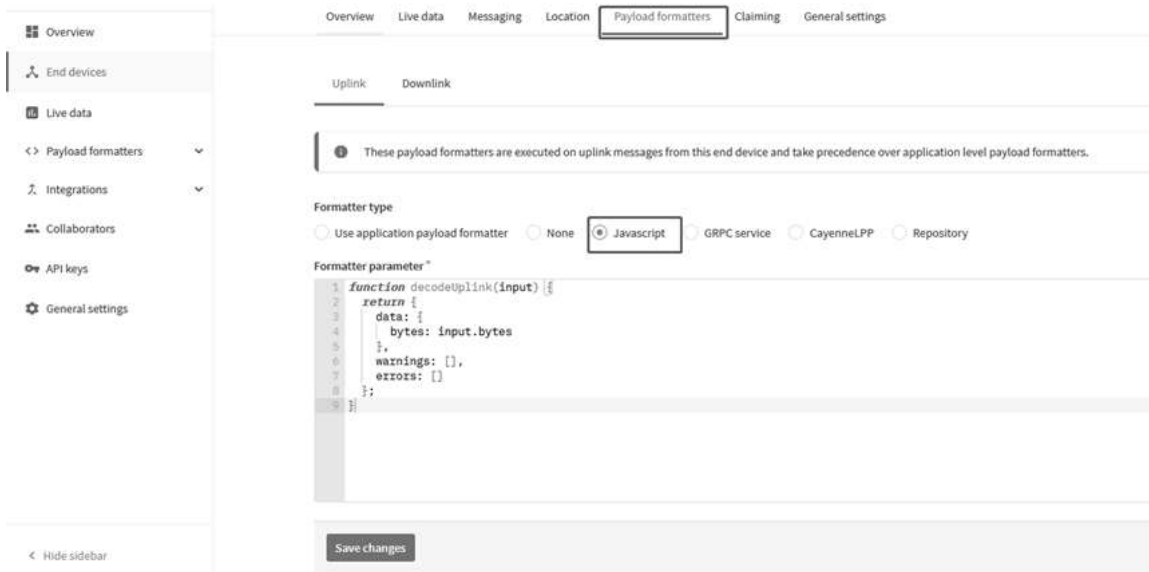 Overview
End devices
Live data
<> Payload formatters
Integrations
Collaborators
API keys
General settings
< Hide sidebar
Overview Live data Messaging Location Payload formatters Claiming General settings
Uplink Downlink
These payload formatters are executed on uplink messages from this end device and take precedence over application level payload formatters.
Formatter type
Use application payload formatter None Javascript GRPC service CayenneLPP Repository
Formatter parameter*
1 function decodeUplink(input) {
2 return {
3 data: {
4 bytes: input.bytes
5 },
6 warnings: [],
7 errors: []
8 };
9 }
Save changes